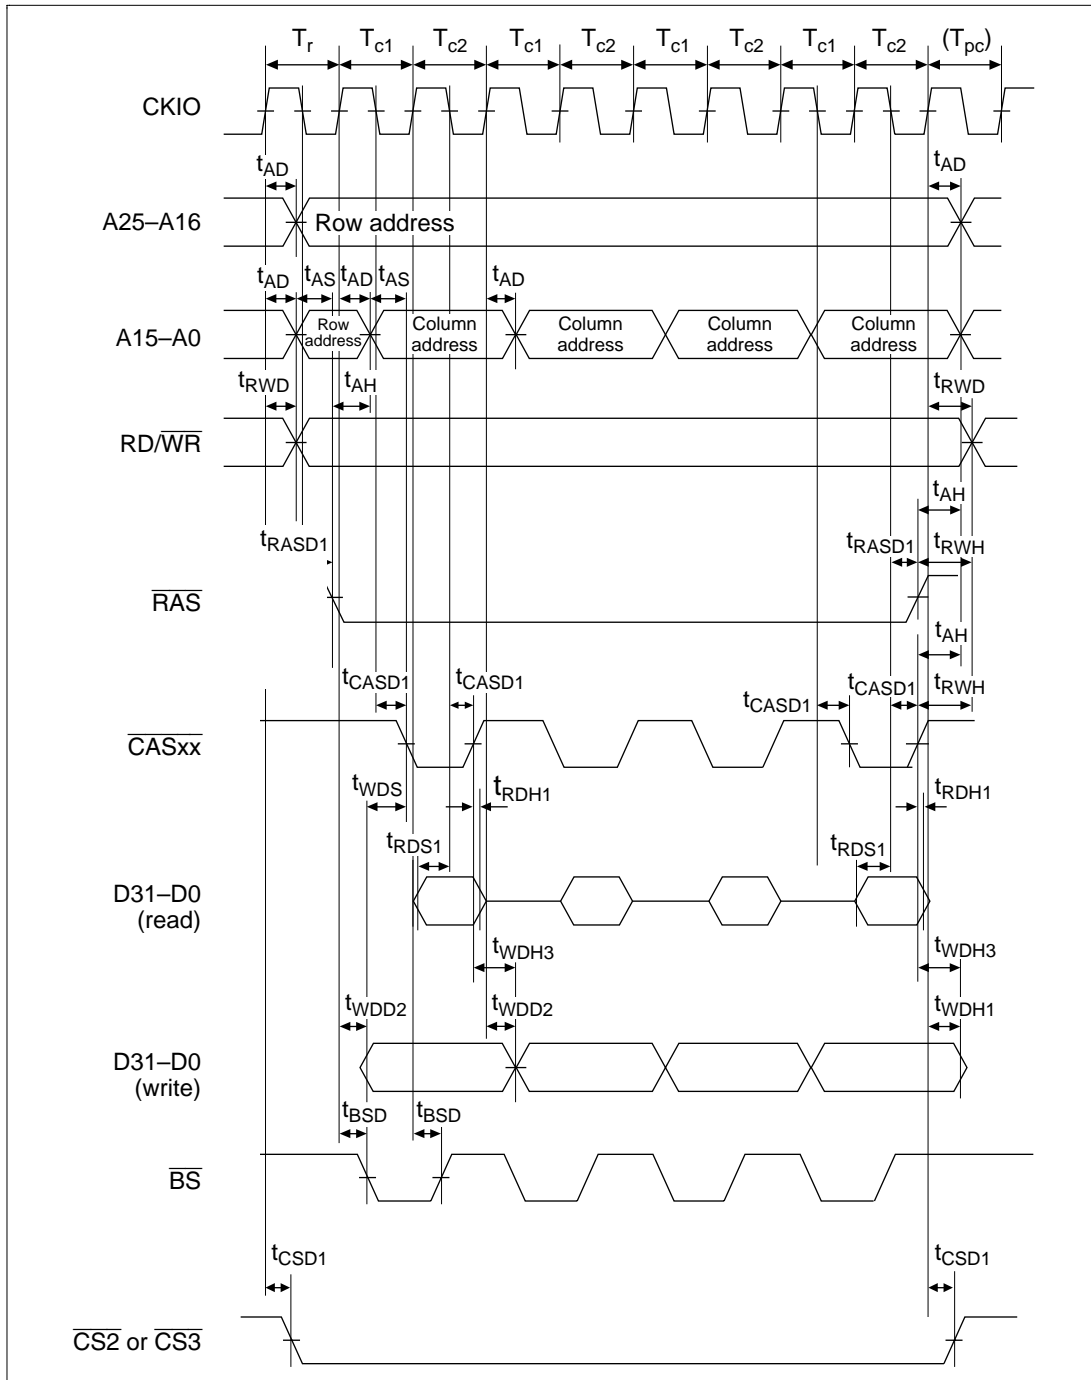 Tr Tc1 Tc2 Tc1 Tc2 Tc1 Tc2 Tc1 Tc2 (Tpc)
CKIO
tAD tAD
A25–A16 Row address
tAD tAS tAD tAS tAD
A15–A0 Row address Column address Column address Column address Column address
tRWD tAH tRWD
RD/WR
tAH
tRASD1 tRASD1 tRWH
RAS
tAH
tCASD1 tCASD1 tCASD1 tCASD1 tRWH
CASxx
tWDS tRDH1 tRDH1
tRDS1 tRDS1
D31–D0
(read)
tWDH3 tWDH3
tWDD2 tWDD2 tWDH1
D31–D0
(write)
tBSD tBSD
BS
tCSD1 tCSD1
CS2 or CS3